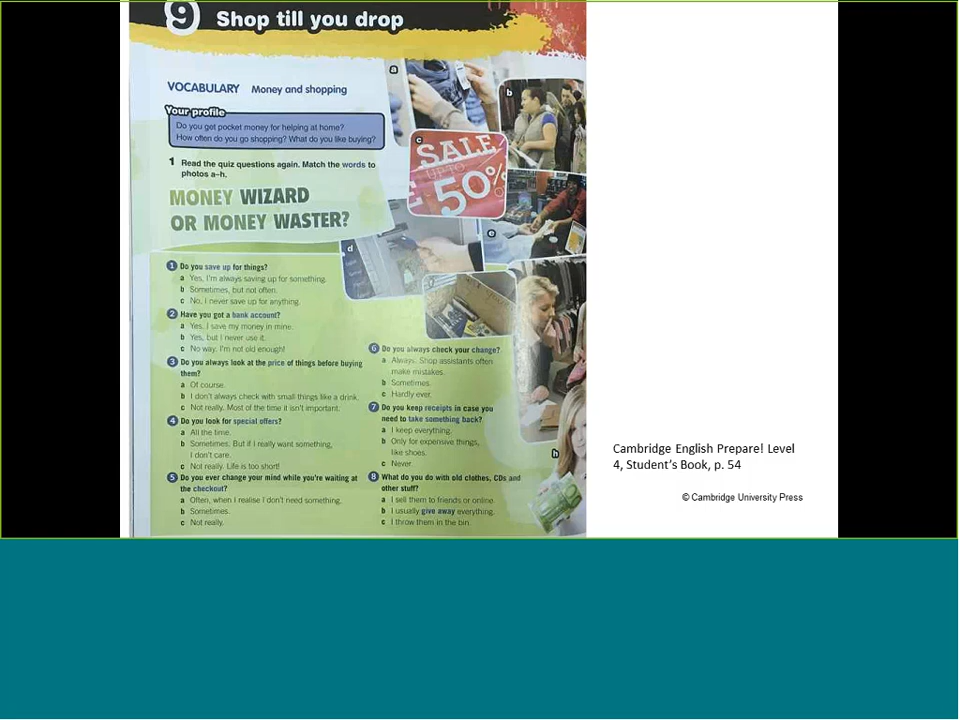 9 Shop till you drop
VOCABULARY Money and shopping
Your profile
Do you get pocket money for helping at home?
How often do you go shopping? What do you like buying?
1 Read the quiz questions again. Match the words to
photos a–h.
MONEY WIZARD
OR MONEY WASTER?
a
b
c
SALE
UP TO
50%
d
e
g
h
1 Do you save up for things?
a Yes, I'm always saving up for something.
b Sometimes, but not often.
c No, I never save up for anything.
2 Have you got a bank account?
a Yes. I save my money in mine.
b Yes, but I never use it.
c No way. I'm not old enough!
3 Do you always look at the price of things before buying
them?
a Of course.
b I don't always check with small things like a drink.
c Not really. Most of the time it isn't important.
4 Do you look for special offers?
a All the time.
b Sometimes. But if I really want something,
I don't care.
c Not really. Life is too short!
5 Do you ever change your mind while you're waiting at
the checkout?
a Often, when I realise I don't need something.
b Sometimes.
c Not really.
6 Do you always check your change?
a Always. Shop assistants often
make mistakes.
b Sometimes.
c Hardly ever.
7 Do you keep receipts in case you
need to take something back?
a I keep everything.
b Only for expensive things,
like shoes.
c Never.
8 What do you do with old clothes, CDs and
other stuff?
a I sell them to friends or online.
b I usually give away everything.
c I throw them in the bin.
Cambridge English Prepare! Level
4, Student's Book, p. 54
© Cambridge University Press